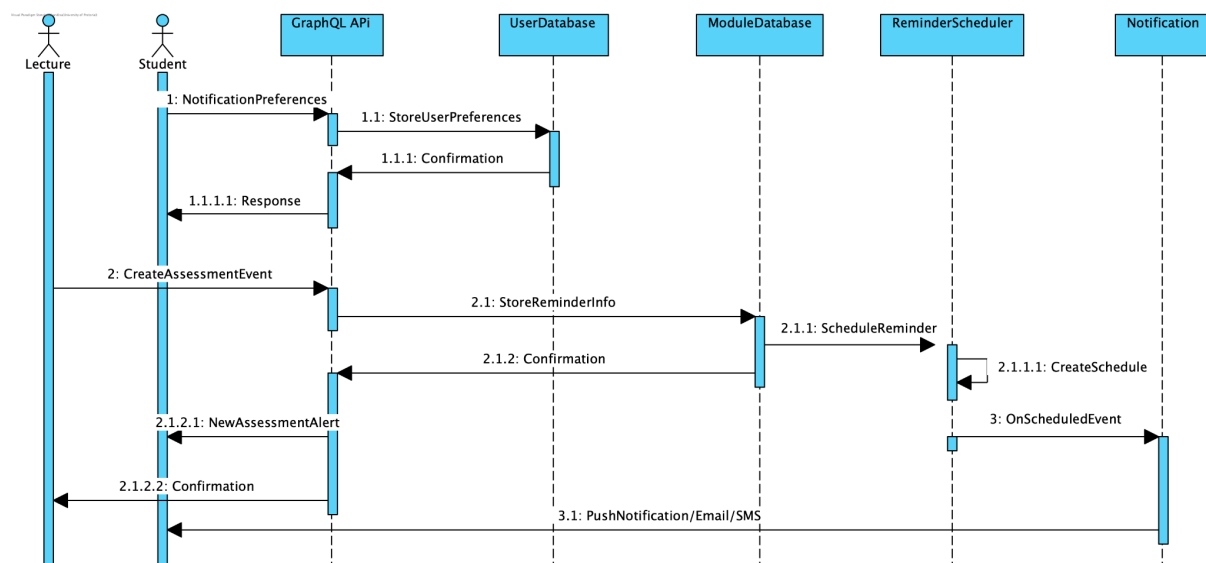 GraphQL APi
UserDatabase
ModuleDatabase
ReminderScheduler
Notification
Lecture
Student
1: NotificationPreferences
1.1: StoreUserPreferences
1.1.1: Confirmation
1.1.1.1: Response
2: CreateAssessmentEvent
2.1: StoreReminderInfo
2.1.1: ScheduleReminder
2.1.2: Confirmation
2.1.1.1: CreateSchedule
2.1.2.1: NewAssessmentAlert
3: OnScheduledEvent
2.1.2.2: Confirmation
3.1: PushNotification/Email/SMS